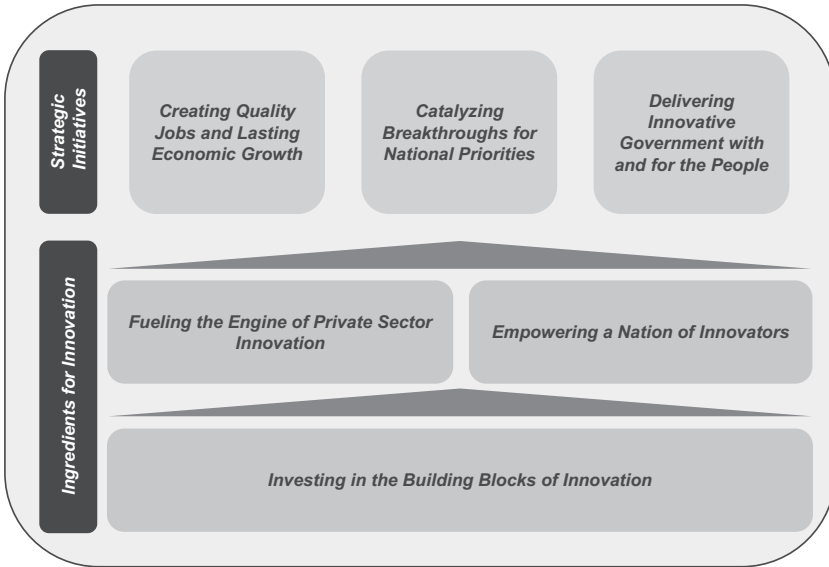 Strategic
Initiatives
Creating Quality
Jobs and Lasting
Economic Growth
Catalyzing
Breakthroughs for
National Priorities
Delivering
Innovative
Government with
and for the People
Ingredients for Innovation
Fueling the Engine of Private Sector
Innovation
Empowering a Nation of Innovators
Investing in the Building Blocks of Innovation